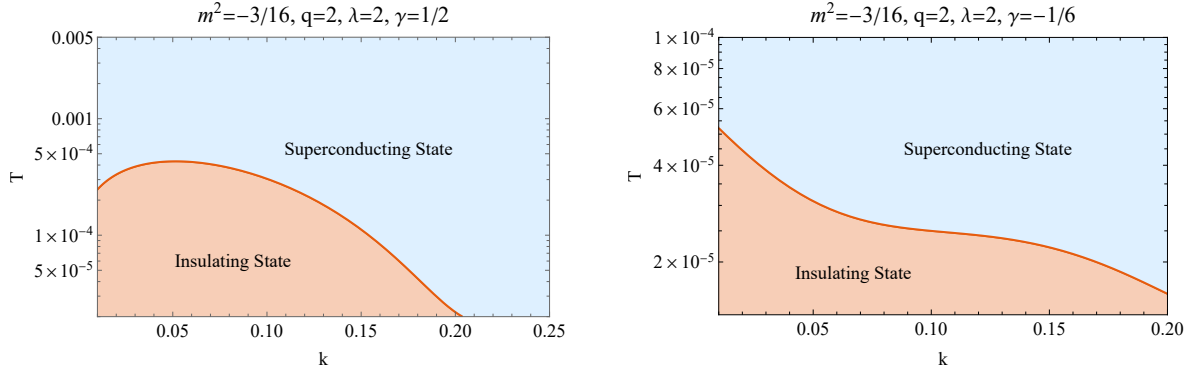 m²=−3/16, q=2, λ=2, γ=1/2
0.005
0.001
5×10⁻⁴
1×10⁻⁴
5×10⁻⁵
T
Superconducting State
Insulating State
0.05 0.10 0.15 0.20 0.25
k
m²=−3/16, q=2, λ=2, γ=−1/6
1×10⁻⁴
8×10⁻⁵
6×10⁻⁵
4×10⁻⁵
2×10⁻⁵
T
Superconducting State
Insulating State
0.05 0.10 0.15 0.20
k